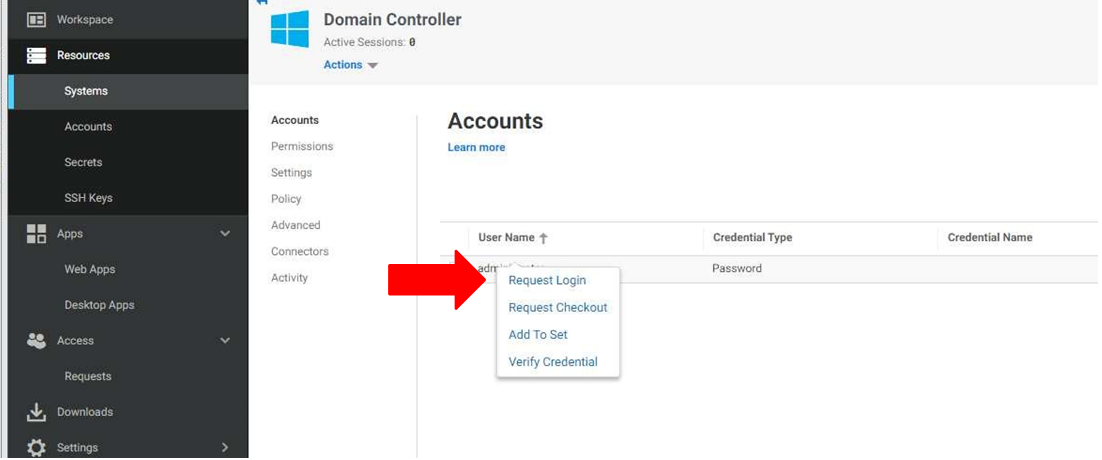 Workspace
Resources
Systems
Accounts
Secrets
SSH Keys
Apps
Web Apps
Desktop Apps
Access
Requests
Downloads
Settings
Domain Controller
Active Sessions: 0
Actions
Accounts
Permissions
Settings
Policy
Advanced
Connectors
Activity
Accounts
Learn more
User Name Credential Type Credential Name
Password
Request Login
Request Checkout
Add To Set
Verify Credential